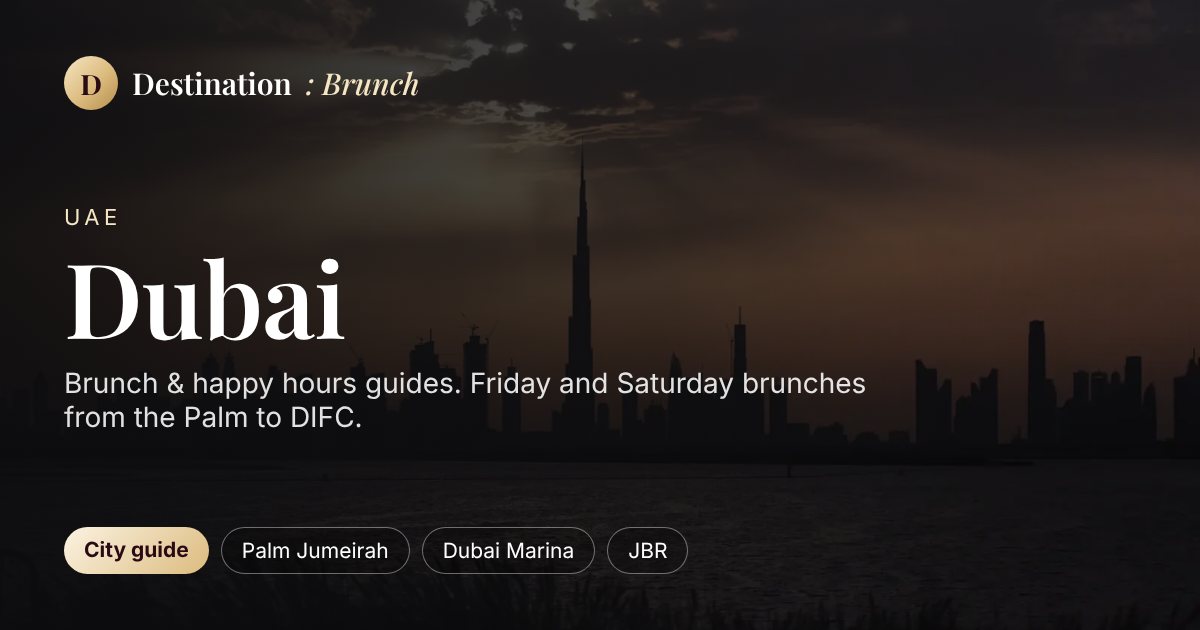 D Destination : Brunch
UAE
Dubai
Brunch & happy hours guides. Friday and Saturday brunches
from the Palm to DIFC.
City guide Palm Jumeirah Dubai Marina JBR